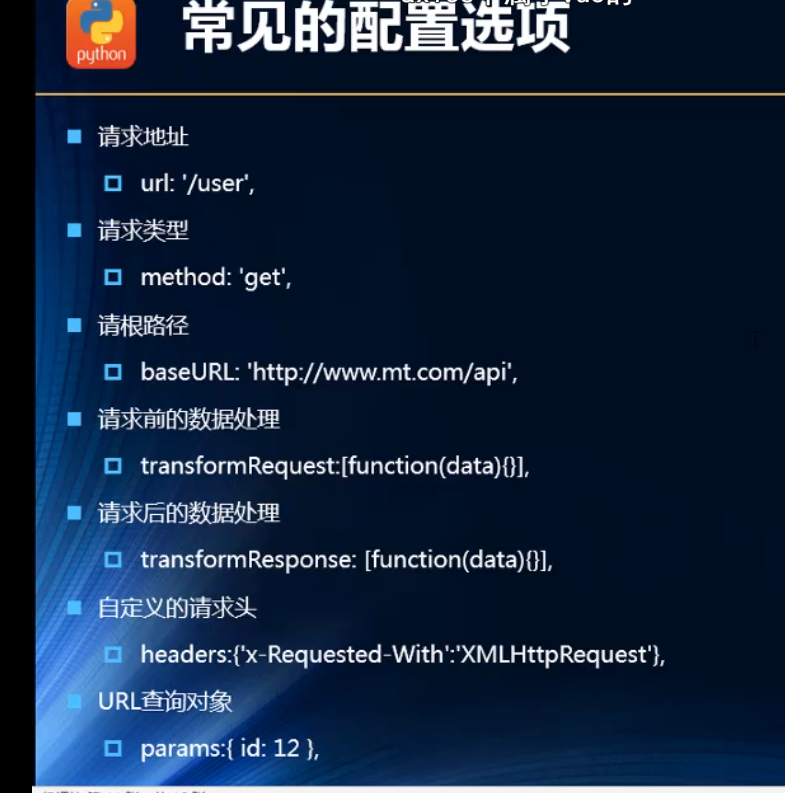 python
常见的配置选项
请求地址
url: '/user',
请求类型
method: 'get',
请根路径
baseURL: 'http://www.mt.com/api',
请求前的数据处理
transformRequest:[function(data){}],
请求后的数据处理
transformResponse: [function(data){}],
自定义的请求头
headers:{'x-Requested-With':'XMLHttpRequest'},
URL查询对象
params:{ id: 12 },